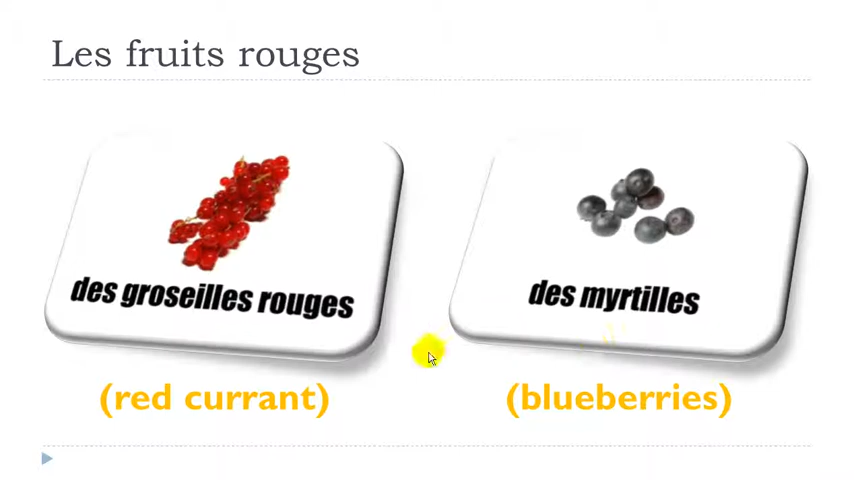 Les fruits rouges
des groseilles rouges
des myrtilles
(red currant)
(blueberries)